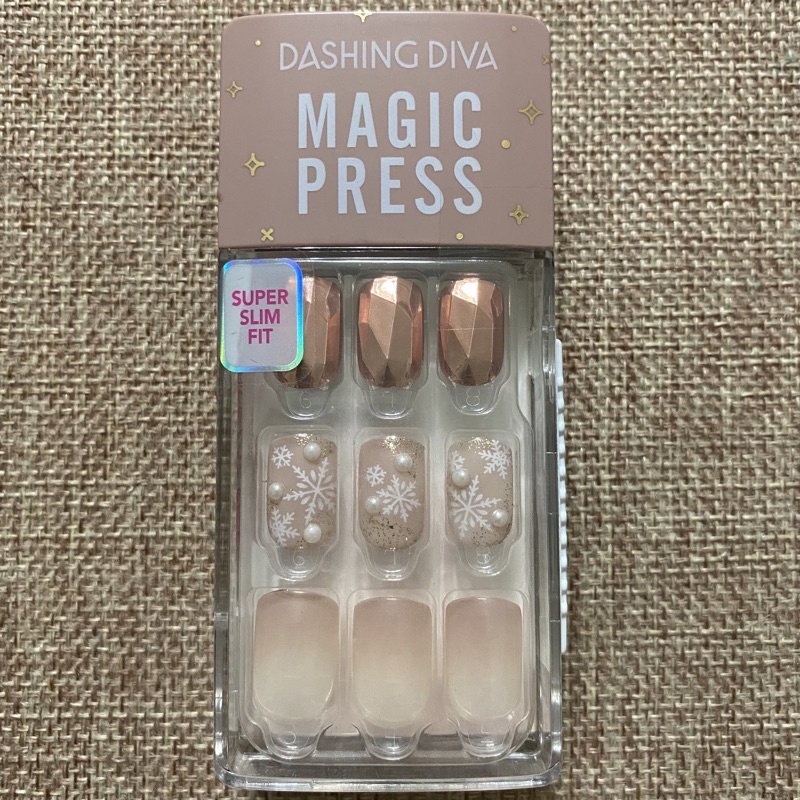 DASHING DIVA
MAGIC
PRESS
SUPER
SLIM
FIT